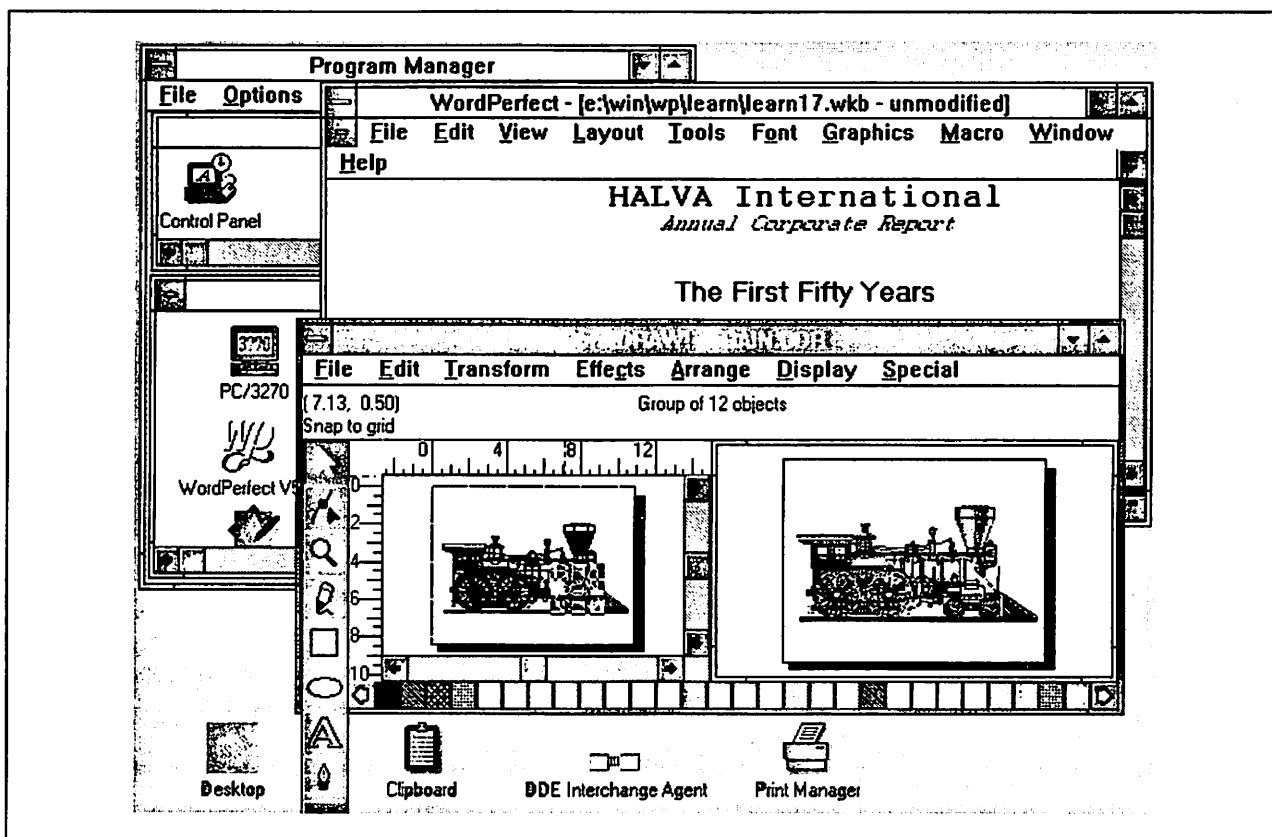 Program Manager
File Options
Control Panel
3270
PC/3270
WordPerfect V5
WordPerfect - [e:\win\wp\learn\learn17.wkb - unmodified]
File Edit View Layout Tools Font Graphics Macro Window
Help
HALVA International
Annual Corporate Report
The First Fifty Years
File Edit Transform Effects Arrange Display Special
(7.13, 0.50) Group of 12 objects
Snap to grid
0 4 8 12
0
2
4
6
8
10
A
Desktop
Clipboard
DDE Interchange Agent
Print Manager